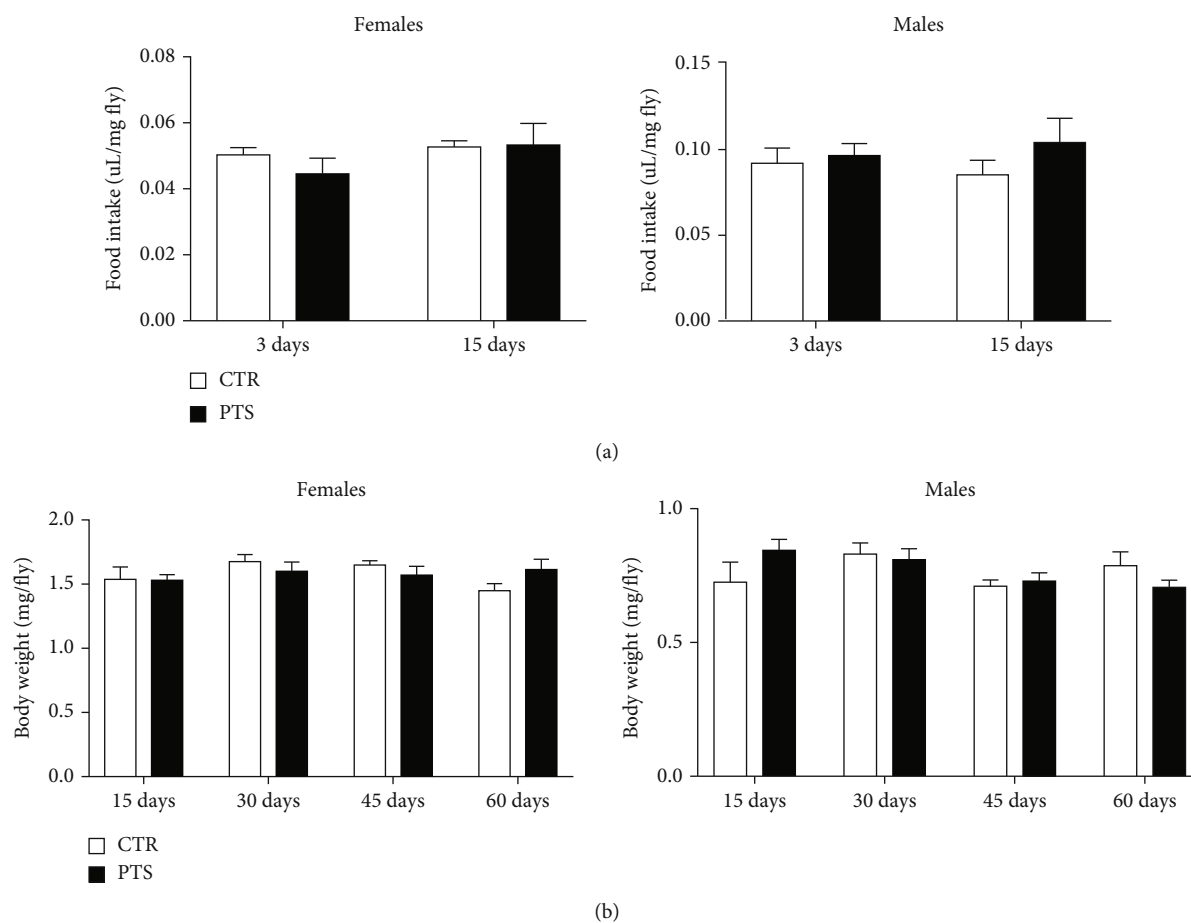 Females
Food intake (uL/mg fly)
0.08
0.06
0.04
0.02
0.00
3 days
15 days
CTR
PTS
Males
Food intake (uL/mg fly)
0.15
0.10
0.05
0.00
3 days
15 days
(a)
Females
Body weight (mg/fly)
2.0
1.5
1.0
0.5
0.0
15 days
30 days
45 days
60 days
CTR
PTS
Males
Body weight (mg/fly)
1.0
0.5
0.0
15 days
30 days
45 days
60 days
(b)